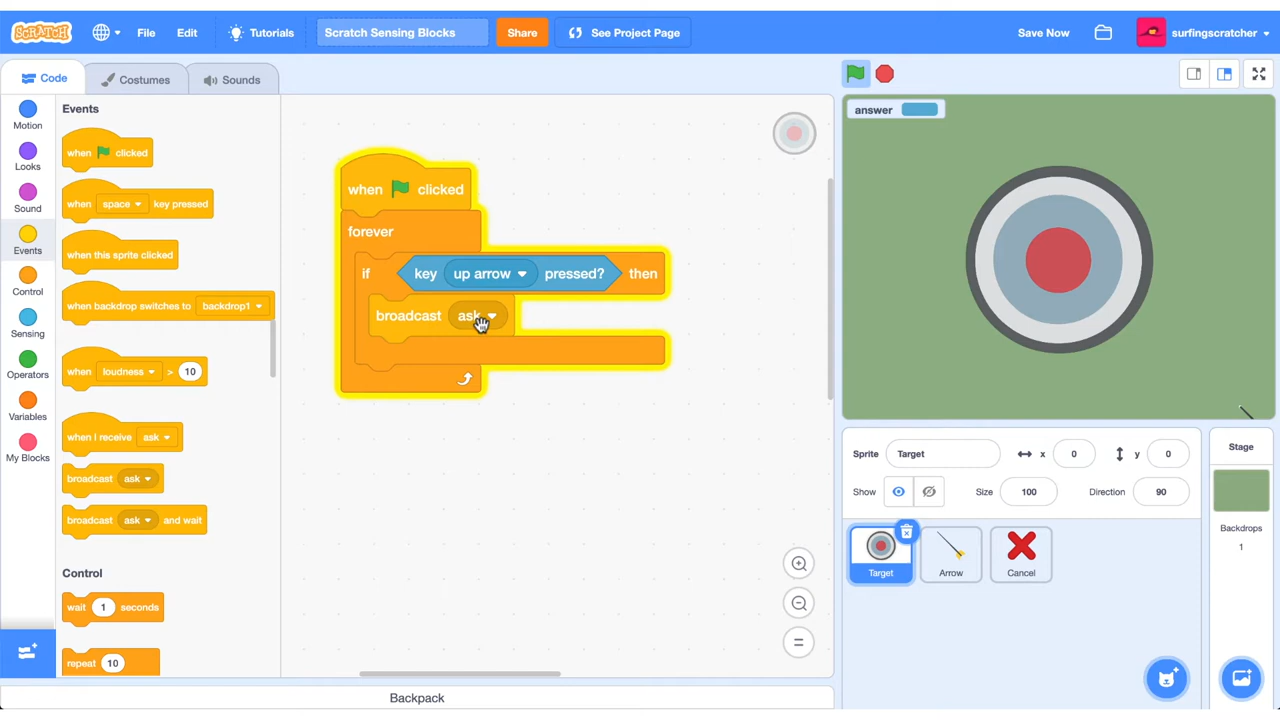 SCRATCH File Edit Tutorials Scratch Sensing Blocks Share See Project Page Save Now surfingscratcher
Code Costumes Sounds
Motion
Looks
Sound
Events
Control
Sensing
Operators
Variables
My Blocks
Events
when clicked
when space key pressed
when this sprite clicked
when backdrop switches to backdrop1
when loudness > 10
when I receive ask
broadcast ask
broadcast ask and wait
Control
wait 1 seconds
repeat 10
when clicked
forever
if key up arrow pressed? then
broadcast ask
Backpack
answer
Sprite Target x 0 y 0
Show Size 100 Direction 90
Target Arrow Cancel
Stage
Backdrops
1